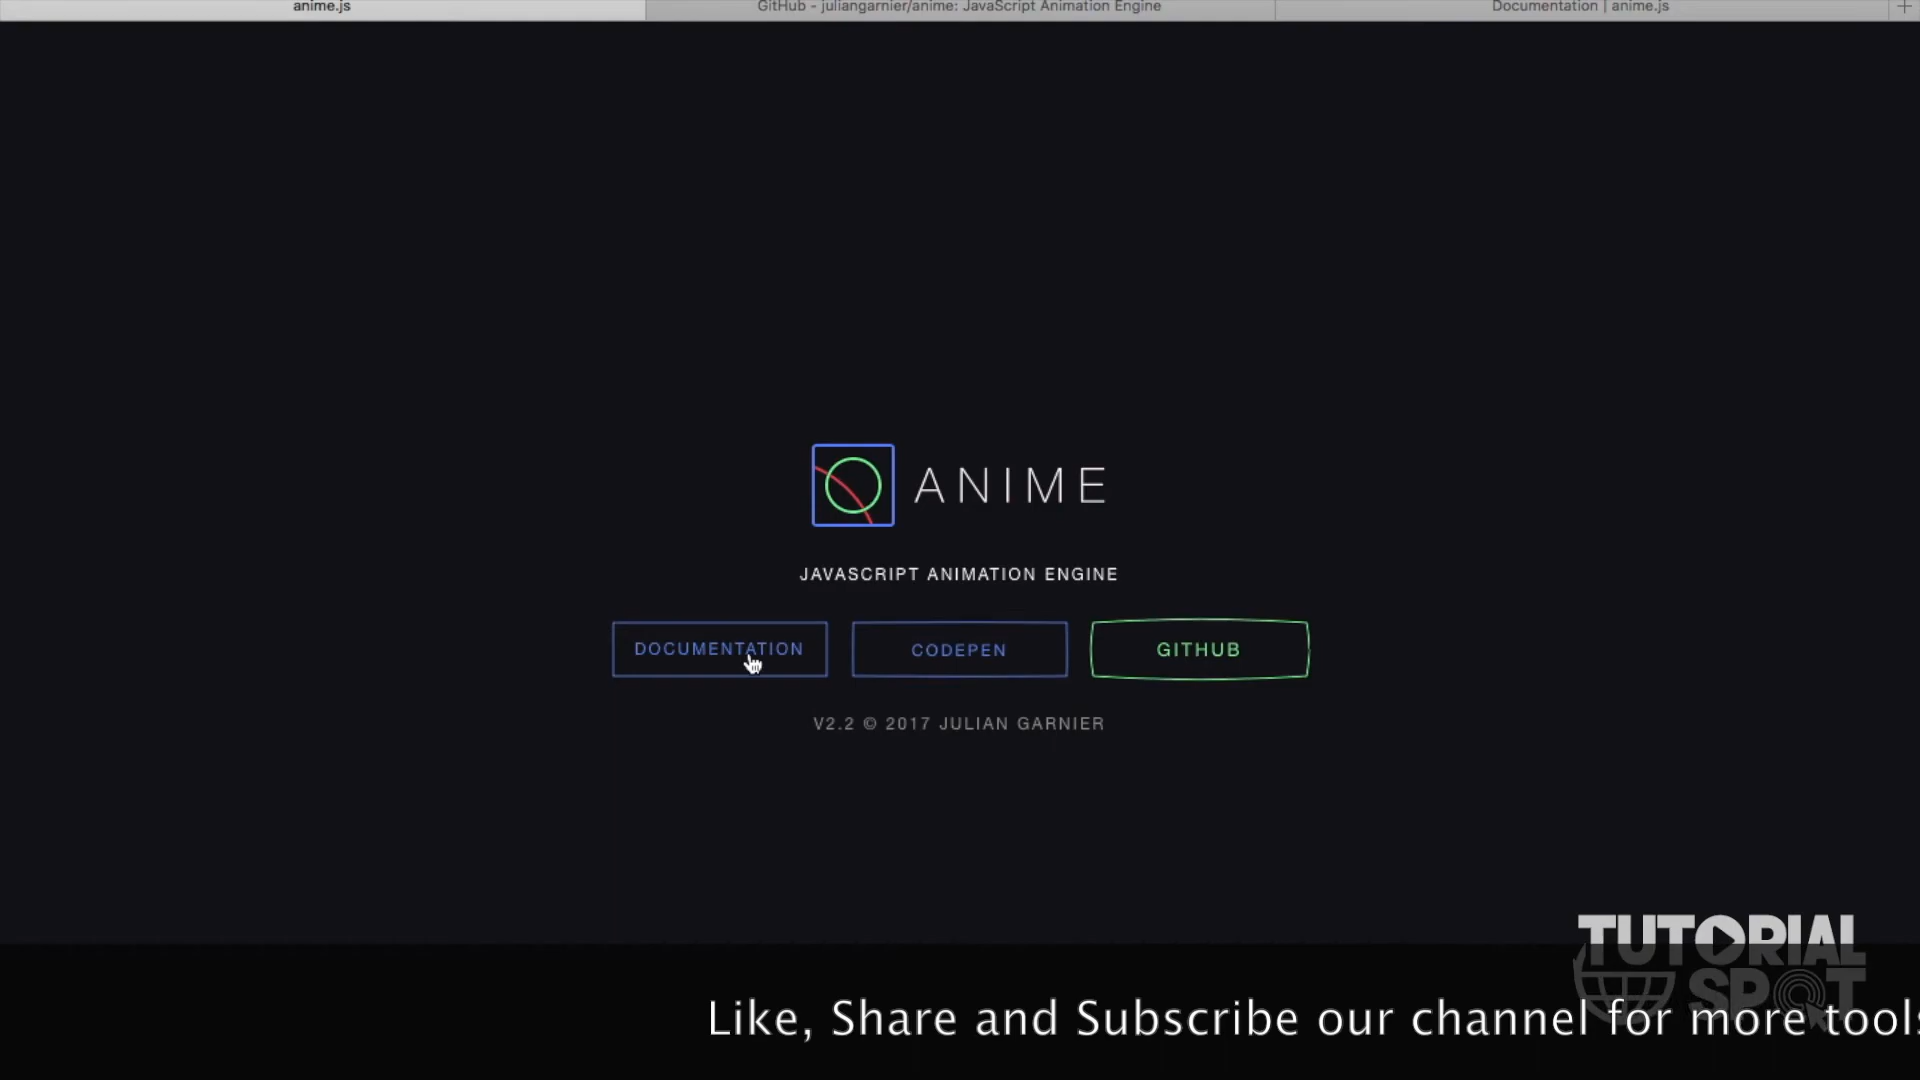 anime.js
GitHub - juliangarnier/anime: JavaScript Animation Engine
Documentation | anime.js
ANIME
JAVASCRIPT ANIMATION ENGINE
DOCUMENTATION
CODEPEN
GITHUB
V2.2 © 2017 JULIAN GARNIER
TUTORIAL
SPOT
Like, Share and Subscribe our channel for more tools